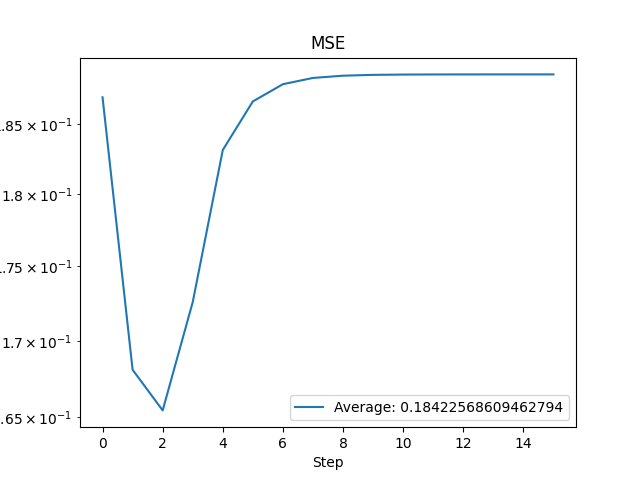 MSE
.85 × 10⁻¹
1.8 × 10⁻¹
.75 × 10⁻¹
1.7 × 10⁻¹
.65 × 10⁻¹
Average: 0.18422568609462794
0 2 4 6 8 10 12 14
Step